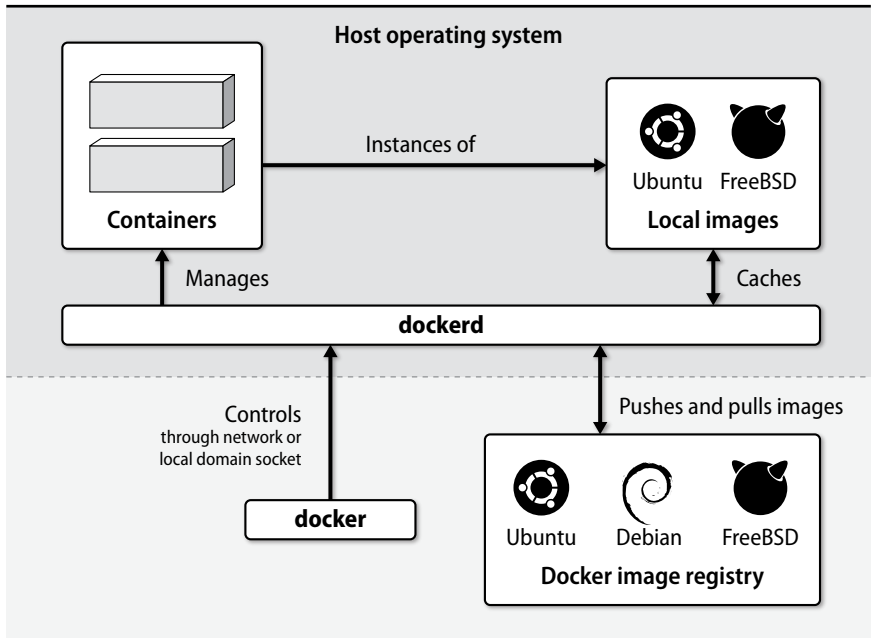 Host operating system
Instances of
Ubuntu FreeBSD
Containers
Local images
Manages
Caches
dockerd
Controls
through network or
local domain socket
Pushes and pulls images
docker
Ubuntu Debian FreeBSD
Docker image registry